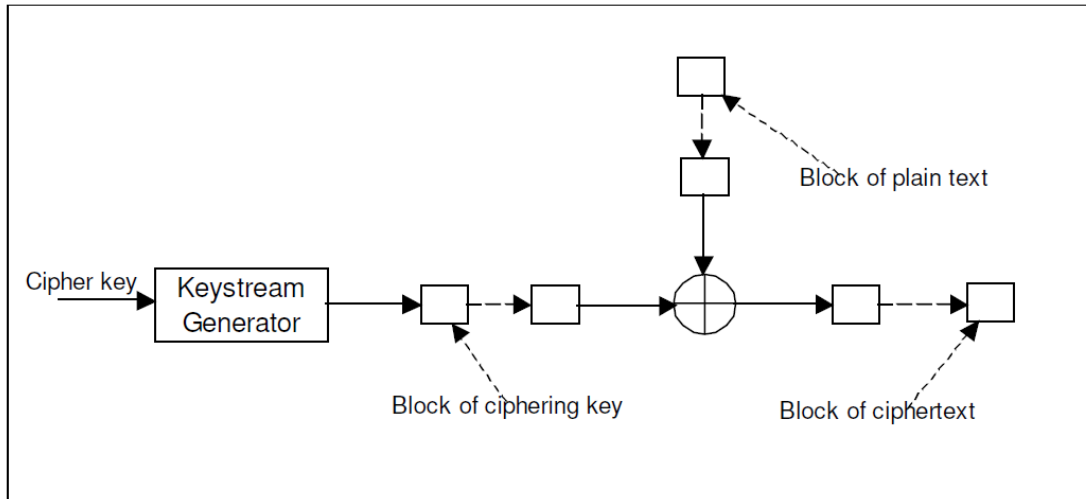 Block of plain text
Cipher key
Keystream
Generator
Block of ciphering key
Block of ciphertext